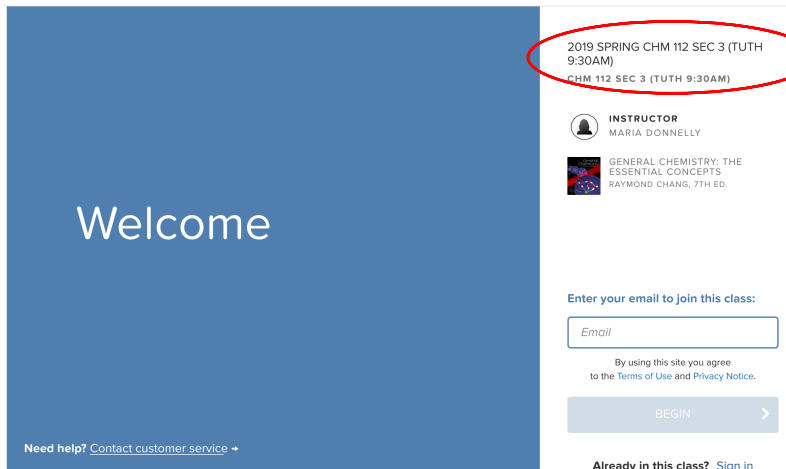 2019 SPRING CHM 112 SEC 3 (TUTH
9:30AM)
CHM 112 SEC 3 (TUTH 9:30AM)
INSTRUCTOR
MARIA DONNELLY
GENERAL CHEMISTRY: THE
ESSENTIAL CONCEPTS
RAYMOND CHANG, 7TH ED.
Welcome
Enter your email to join this class:
Email
By using this site you agree
to the Terms of Use and Privacy Notice.
BEGIN
Need help? Contact customer service →
Already in this class? Sign in